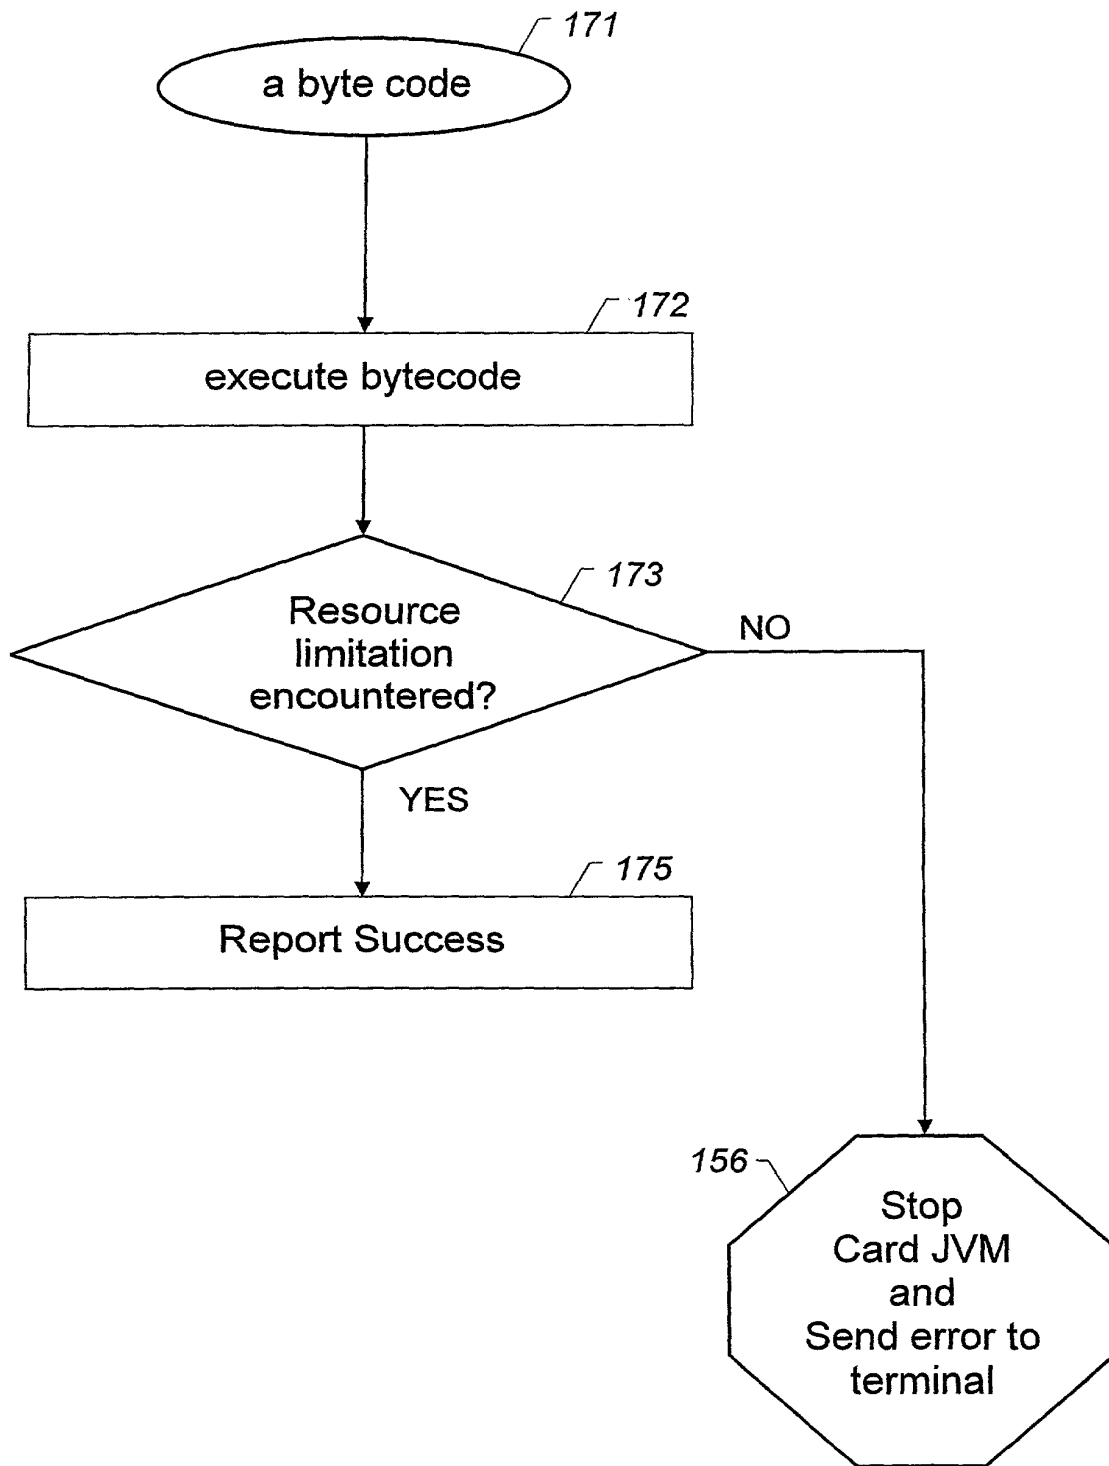 171
a byte code
172
execute bytecode
173
Resource
limitation
encountered?
NO
YES
175
Report Success
156
Stop
Card JVM
and
Send error to
terminal